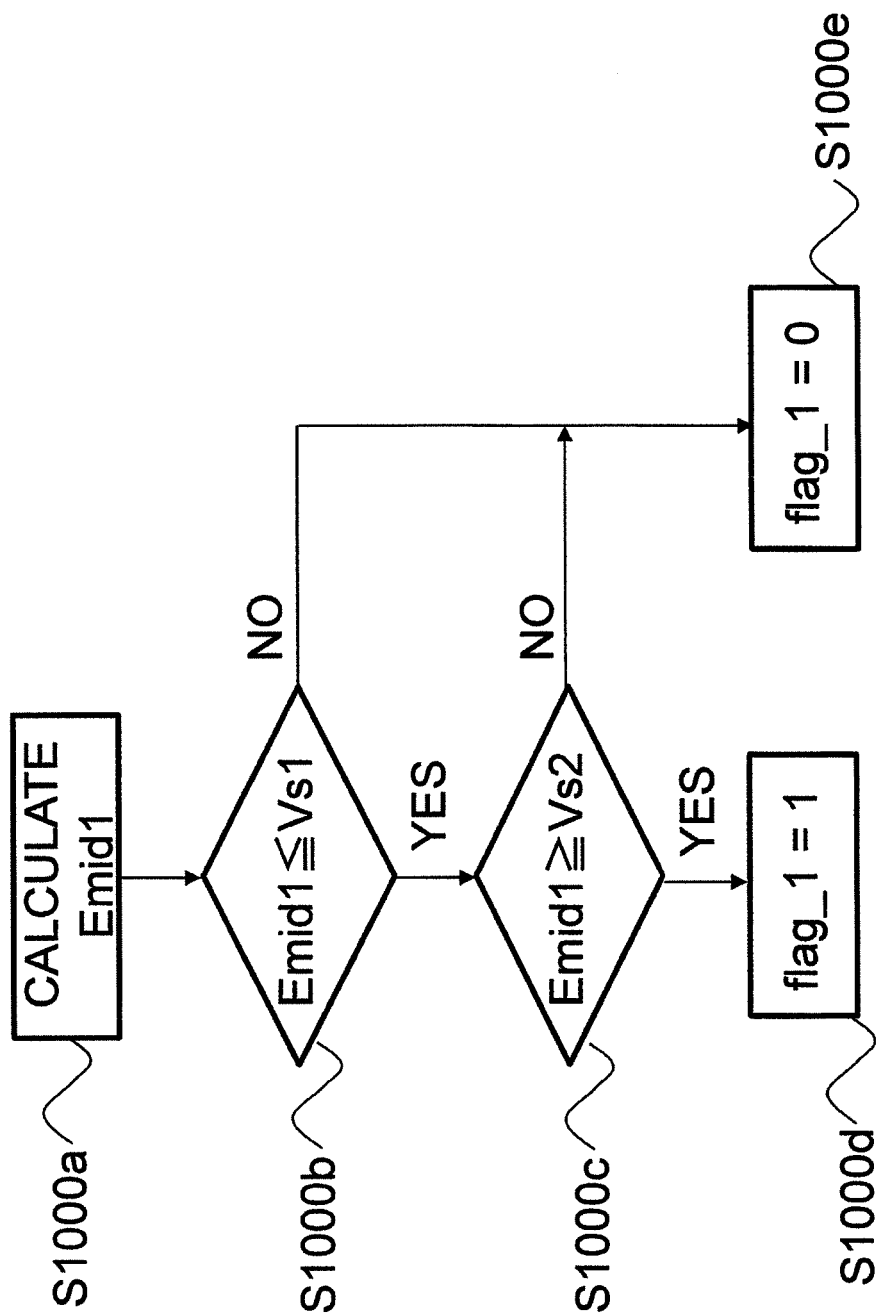 S1000a
CALCULATE
Emid1
S1000b
Emid1≦Vs1
NO
YES
S1000c
Emid1≧Vs2
NO
YES
S1000d
flag_1 = 1
flag_1 = 0
S1000e